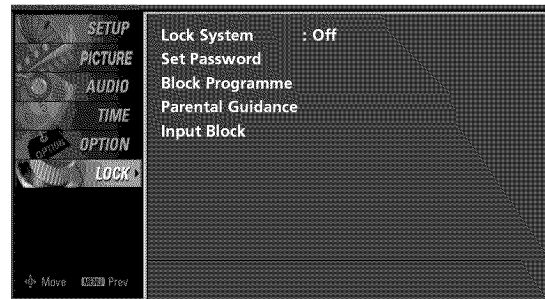 SETUP
PICTURE
AUDIO
TIME
OPTION
OPTION
LOCK
Lock System : Off
Set Password
Block Programme
Parental Guidance
Input Block
Move MENU Prev